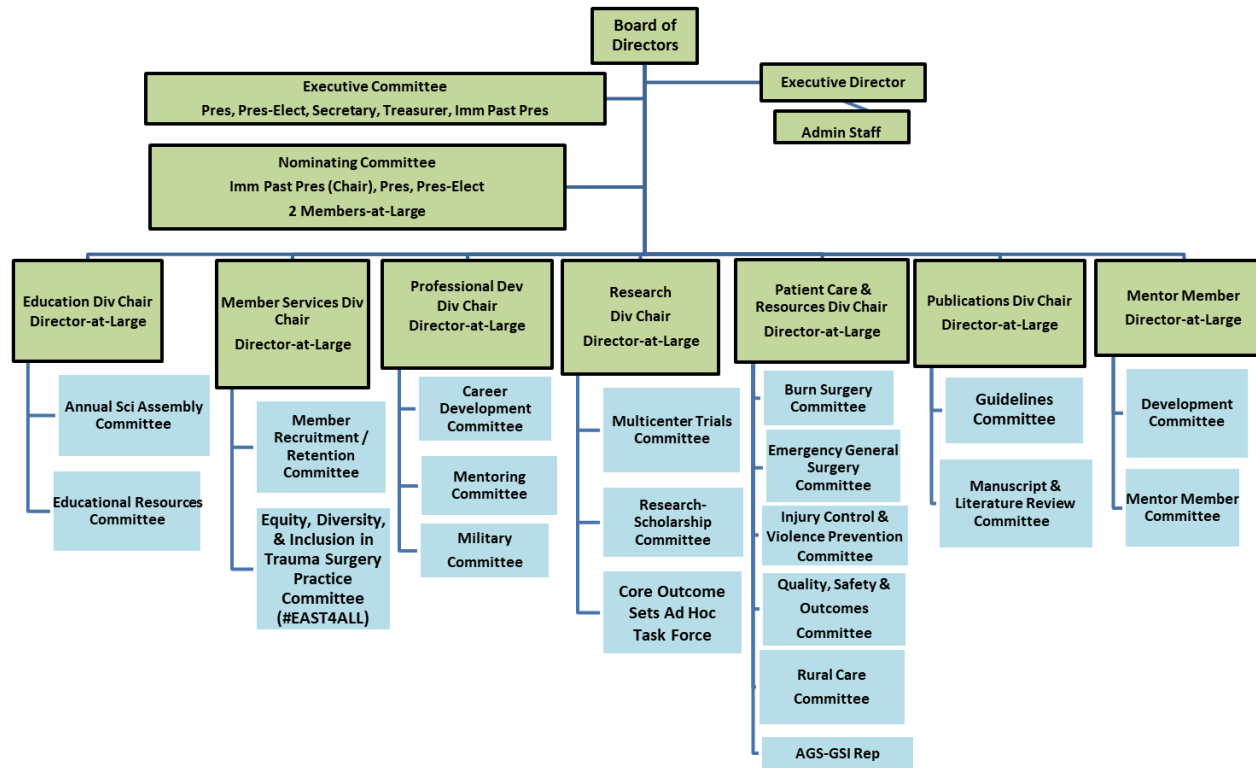 Board of
Directors
Executive Committee
Pres, Pres-Elect, Secretary, Treasurer, Imm Past Pres
Executive Director
Admin Staff
Nominating Committee
Imm Past Pres (Chair), Pres, Pres-Elect
2 Members-at-Large
Education Div Chair
Director-at-Large
Annual Sci Assembly
Committee
Educational Resources
Committee
Member Services Div
Chair
Director-at-Large
Member
Recruitment /
Retention
Committee
Equity, Diversity,
& Inclusion in
Trauma Surgery
Practice
Committee
(#EAST4ALL)
Professional Dev
Div Chair
Director-at-Large
Career
Development
Committee
Mentoring
Committee
Military
Committee
Research
Div Chair
Director-at-Large
Multicenter Trials
Committee
Research-
Scholarship
Committee
Core Outcome
Sets Ad Hoc
Task Force
Patient Care &
Resources Div Chair
Director-at-Large
Burn Surgery
Committee
Emergency General
Surgery
Committee
Injury Control &
Violence Prevention
Committee
Quality, Safety &
Outcomes
Committee
Rural Care
Committee
AGS-GSI Rep
Publications Div Chair
Director-at-Large
Guidelines
Committee
Manuscript &
Literature Review
Committee
Mentor Member
Director-at-Large
Development
Committee
Mentor Member
Committee